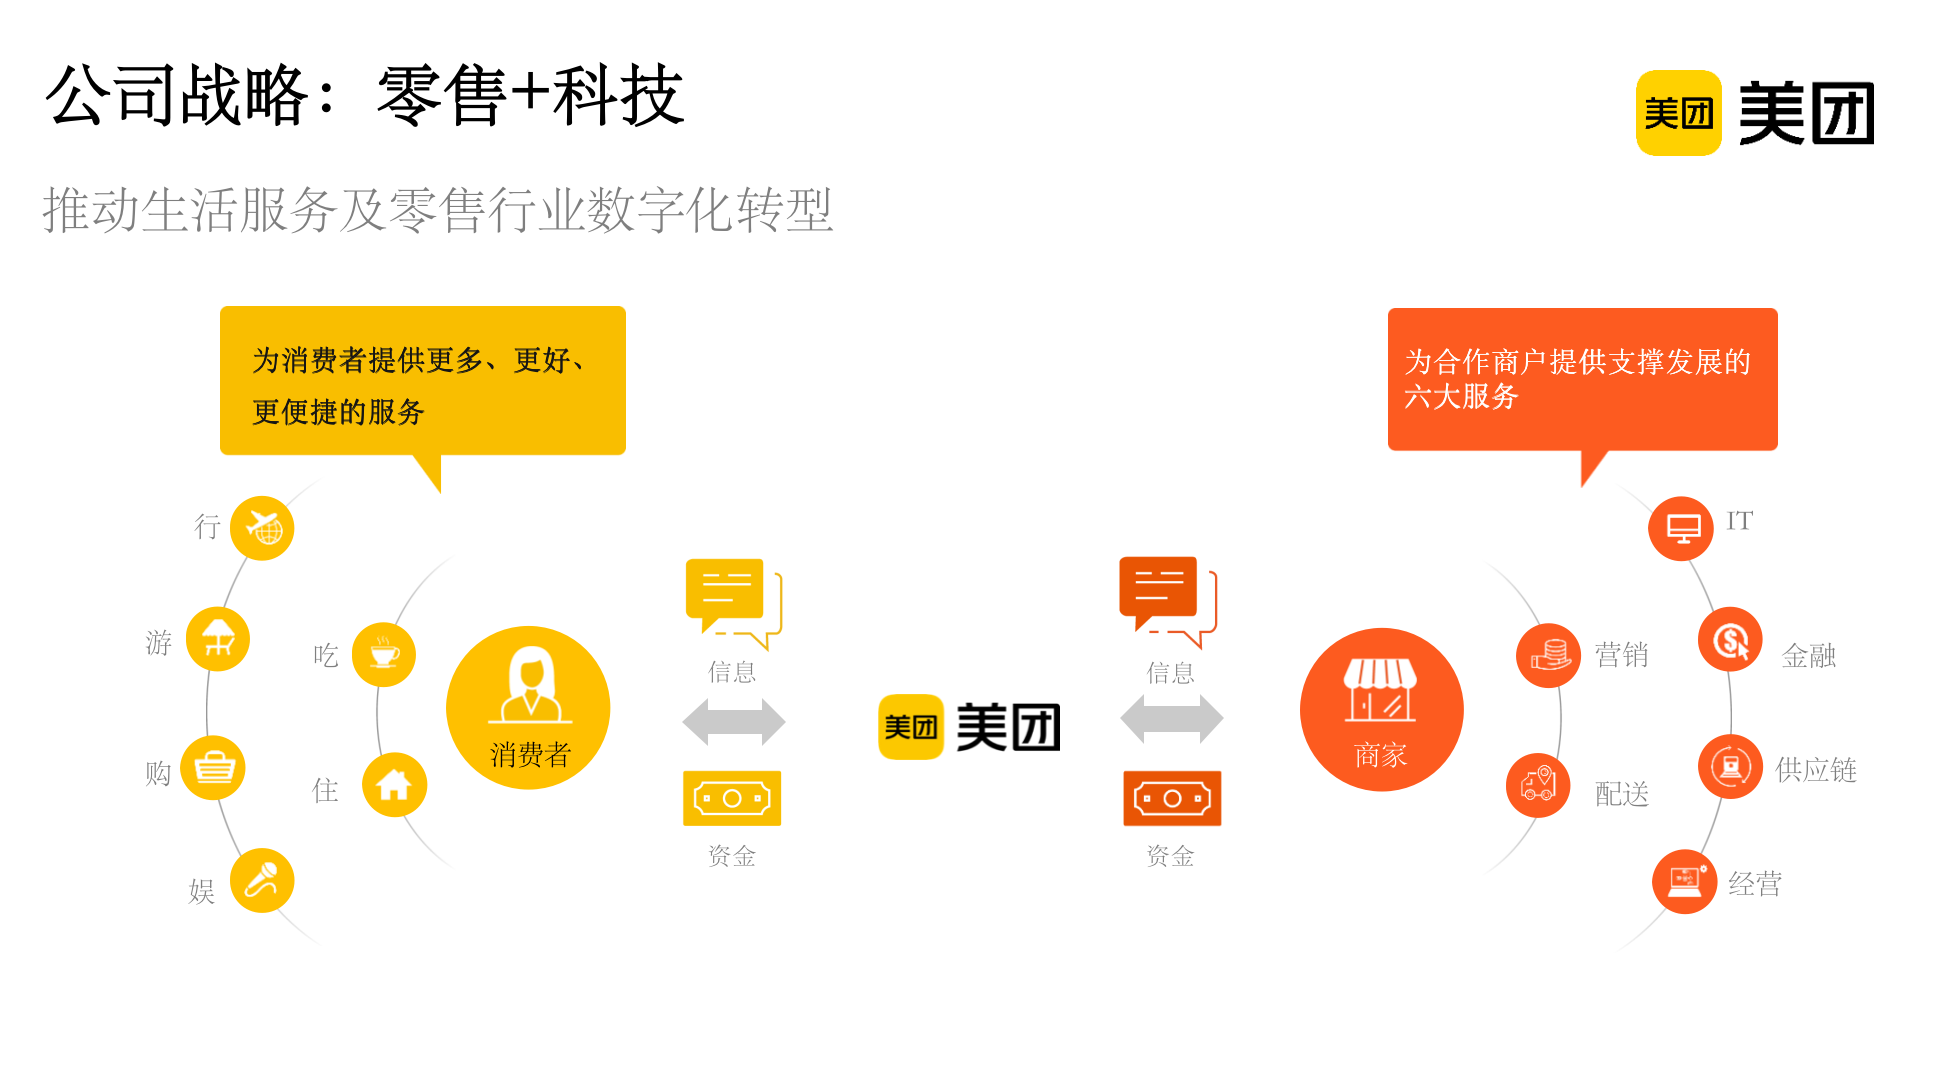 公司战略：零售+科技
美团 美团
推动生活服务及零售行业数字化转型
为消费者提供更多、更好、
更便捷的服务
为合作商户提供支撑发展的
六大服务
行
游
购
娱
吃
住
消费者
信息
资金
美团 美团
信息
资金
商家
营销
配送
IT
金融
供应链
经营